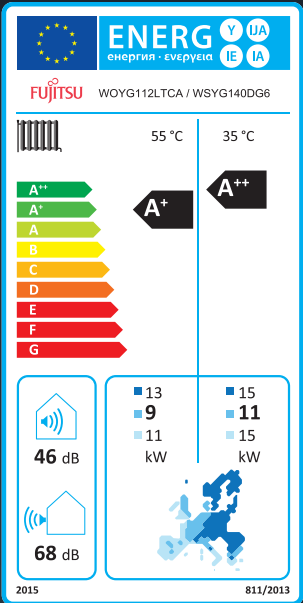 ENERG Y IJA
енергия · ενεργεια IE IA
FUJITSU WOYG112LTCA / WSYG140DG6
55 °C 35 °C
A++
A+
A
B
C
D
E
F
G
A+
A++
13 15
9 11
11 15
kW kW
46 dB
68 dB
2015 811/2013